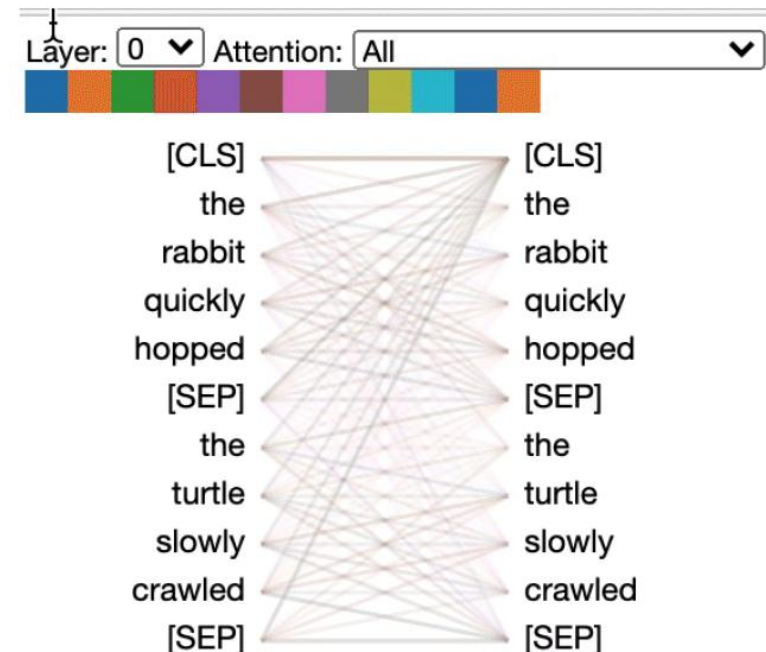 Layer: 0 Attention: All
[CLS] [CLS]
the the
rabbit rabbit
quickly quickly
hopped hopped
[SEP] [SEP]
the the
turtle turtle
slowly slowly
crawled crawled
[SEP] [SEP]